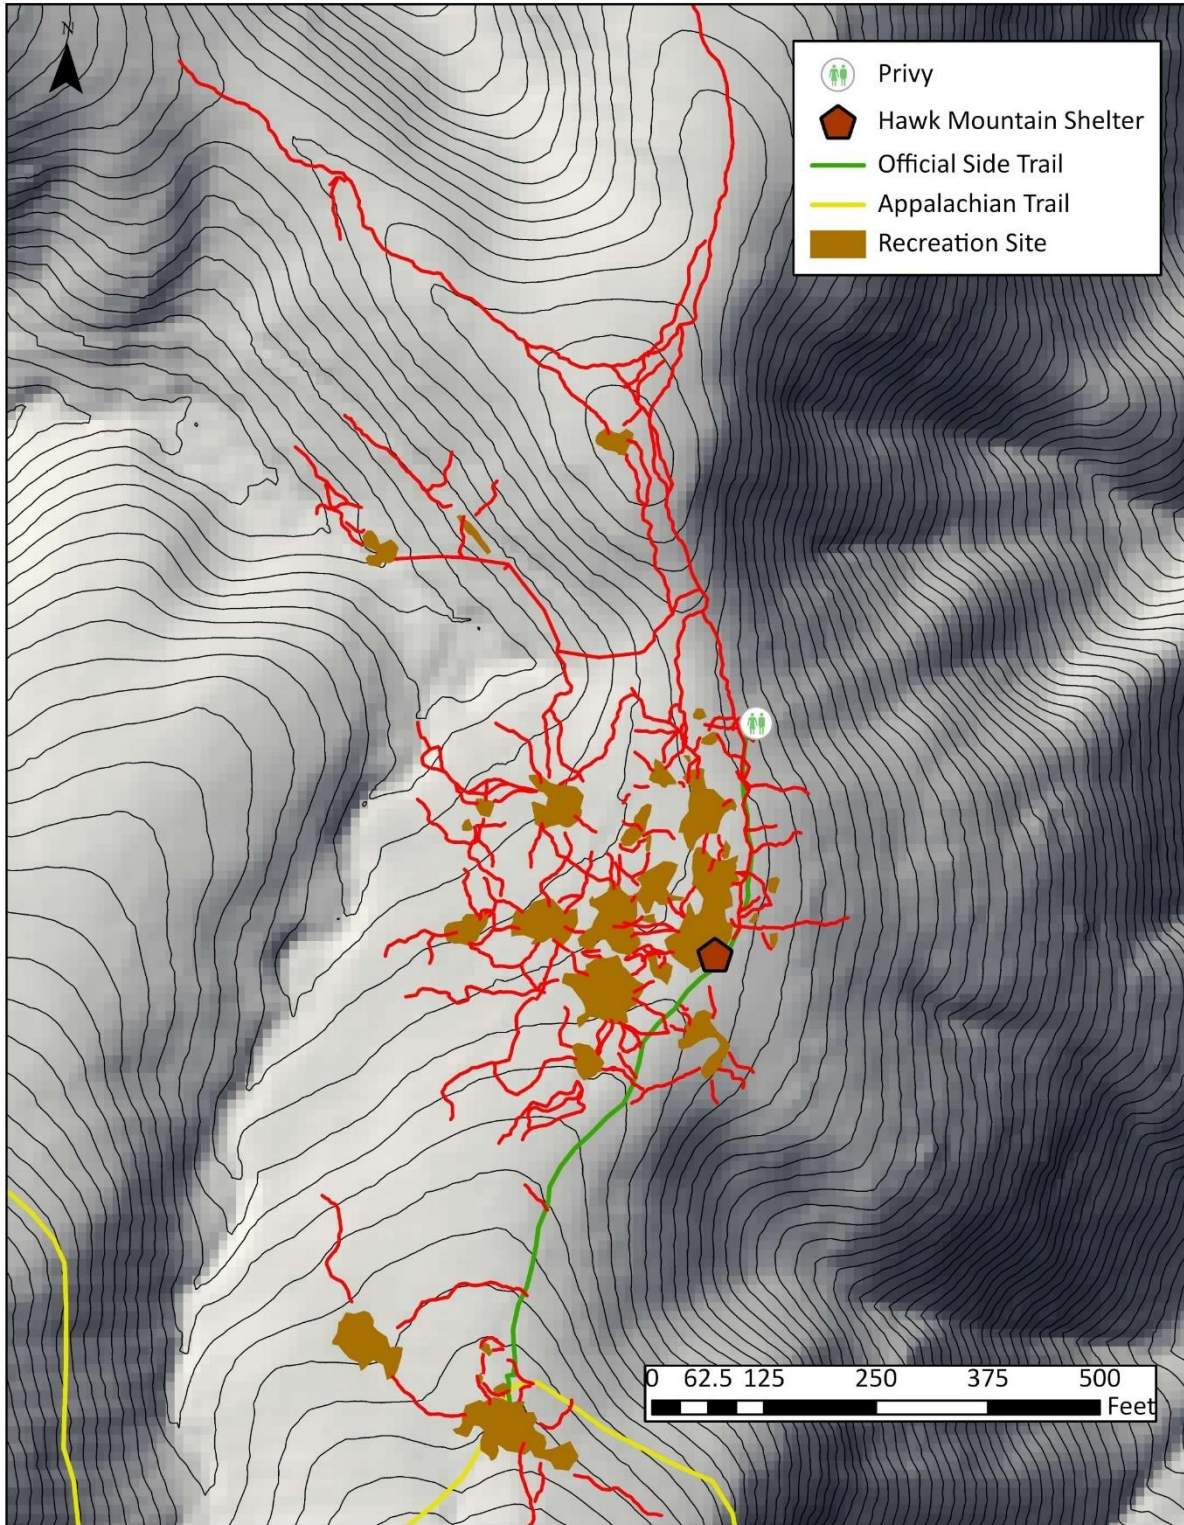 N
Privy
Hawk Mountain Shelter
Official Side Trail
Appalachian Trail
Recreation Site
0 62.5 125 250 375 500
Feet